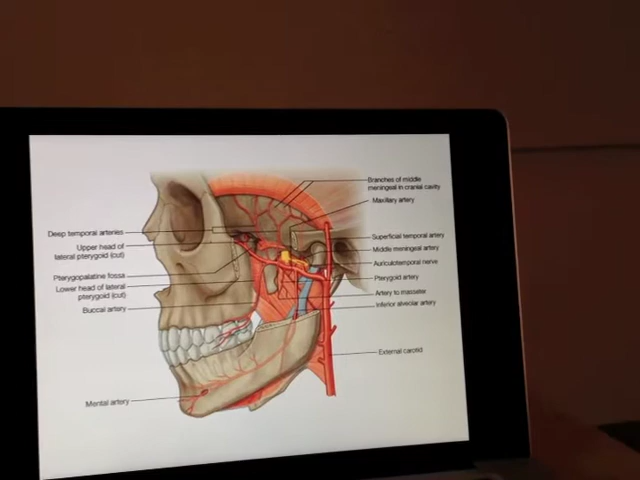 Branches of middle
meningeal in cranial cavity
Maxillary artery
Deep temporal arteries
Upper head of
lateral pterygoid (cut)
Pterygopalatine fossa
Lower head of lateral
pterygoid (cut)
Buccal artery
Mental artery
Superficial temporal artery
Middle meningeal artery
Auriculotemporal nerve
Pterygoid artery
Artery to masseter
Inferior alveolar artery
External carotid